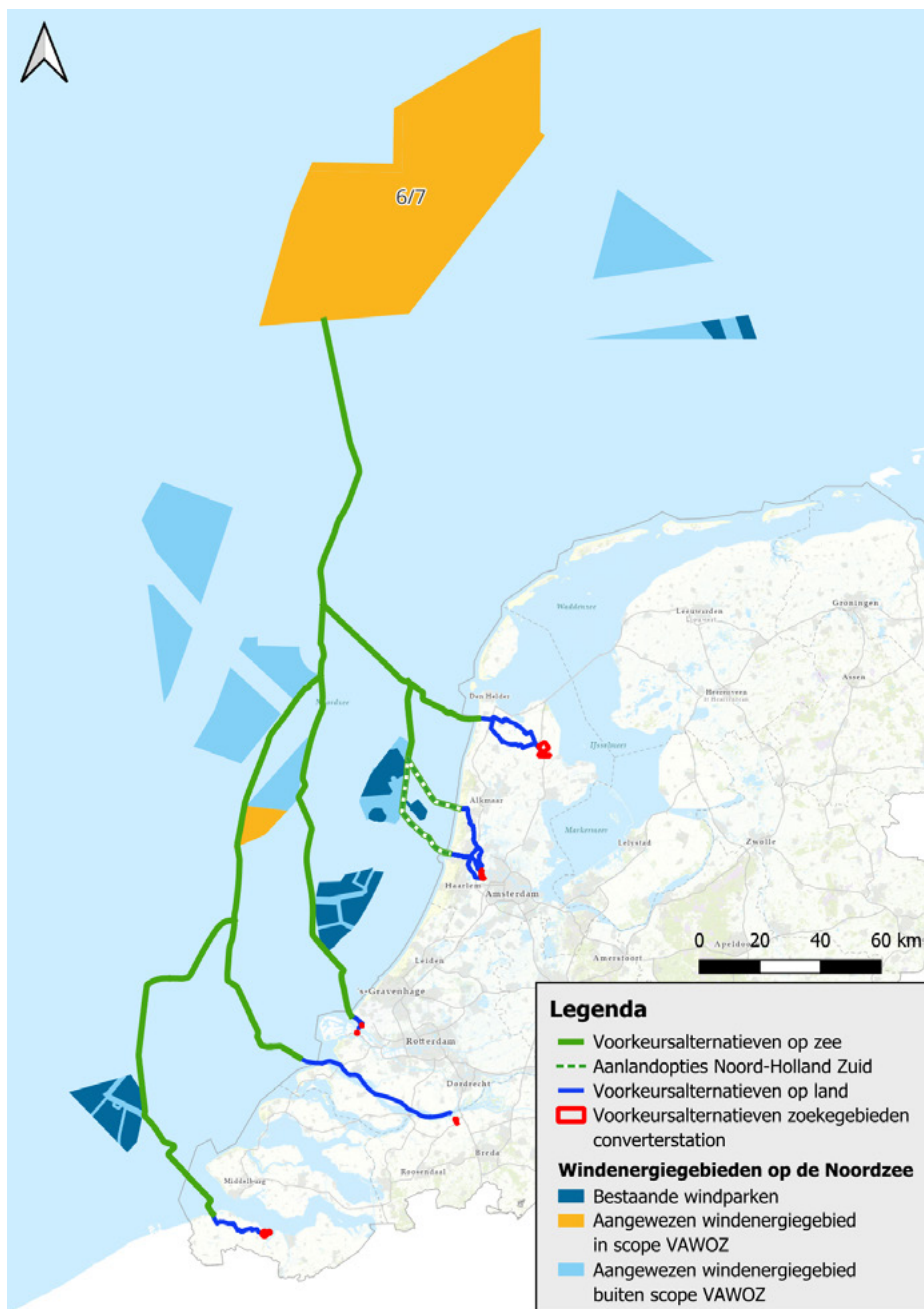 6/7
Groningen
Leeuwarden
Waddenzee
Assen
Heerenveen
Den Helder
Noordzee
IJsselmeer
Alkmaar
Markermeer
Lelystad
Zwolle
Haarlem
Amsterdam
0 20 40 60 km
Apeldoorn
Leiden
Amersfoort
's-Gravenhage
Rotterdam
Dordrecht
Breda
Roosendaal
Middelburg
Legenda
Voorkeursalternatieven op zee
Aanlandopties Noord-Holland Zuid
Voorkeursalternatieven op land
Voorkeursalternatieven zoekegebieden
converterstation
Windenergiegebieden op de Noordzee
Bestaande windparken
Aangewezen windenergiegebied
in scope VAWOZ
Aangewezen windenergiegebied
buiten scope VAWOZ